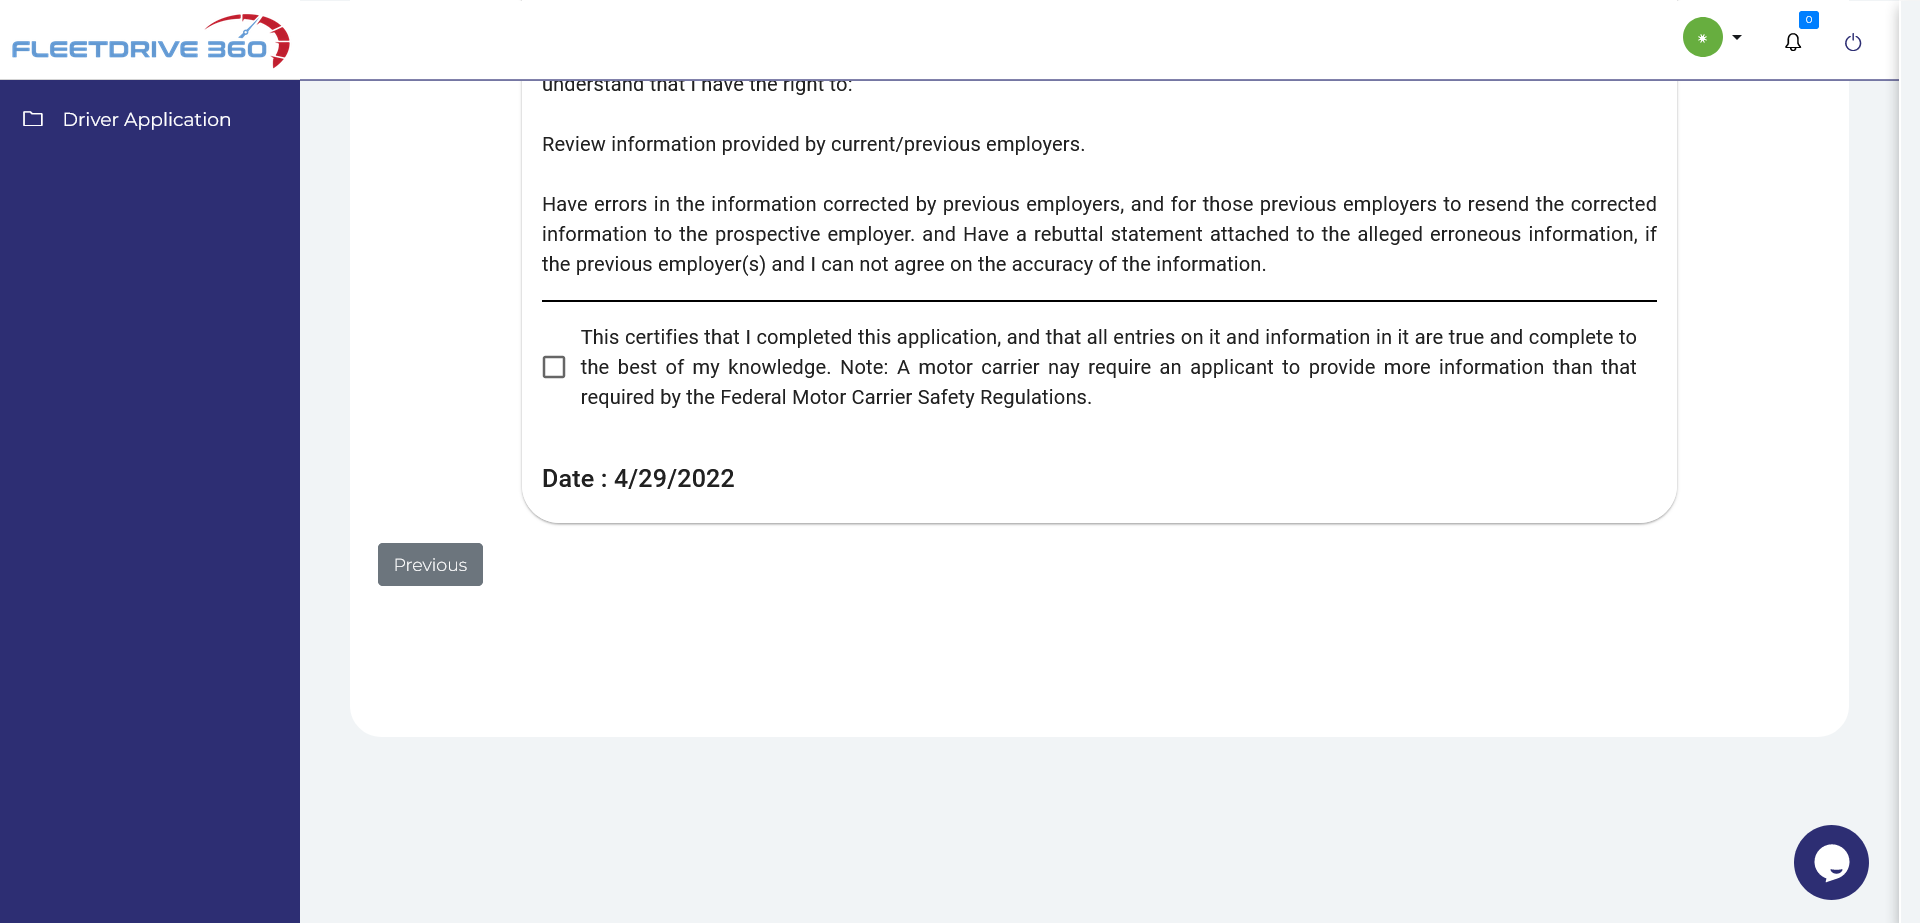 FLEETDRIVE 360
0
Driver Application
understand that I have the right to:
Review information provided by current/previous employers.
Have errors in the information corrected by previous employers, and for those previous employers to resend the corrected
information to the prospective employer. and Have a rebuttal statement attached to the alleged erroneous information, if
the previous employer(s) and I can not agree on the accuracy of the information.
This certifies that I completed this application, and that all entries on it and information in it are true and complete to
the best of my knowledge. Note: A motor carrier nay require an applicant to provide more information than that
required by the Federal Motor Carrier Safety Regulations.
Date : 4/29/2022
Previous